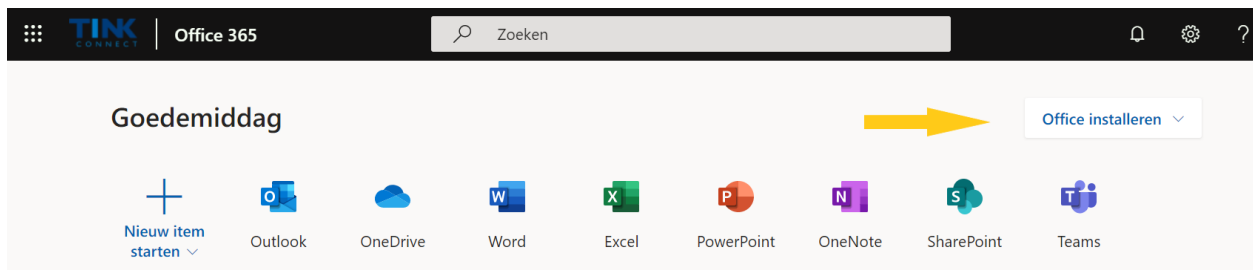 TINK
CONNECT
Office 365
Zoeken
?
Goedemiddag
Office installeren
Nieuw item
starten
Outlook
OneDrive
Word
Excel
PowerPoint
OneNote
SharePoint
Teams